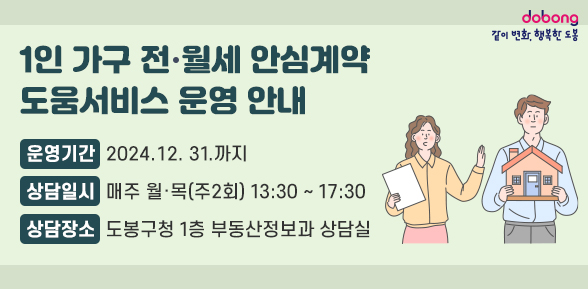 dobong
같이 변화, 행복한 도봉
1인 가구 전·월세 안심계약
도움서비스 운영 안내
운영기간 2024.12. 31.까지
상담일시 매주 월·목(주2회) 13:30 ~ 17:30
상담장소 도봉구청 1층 부동산정보과 상담실